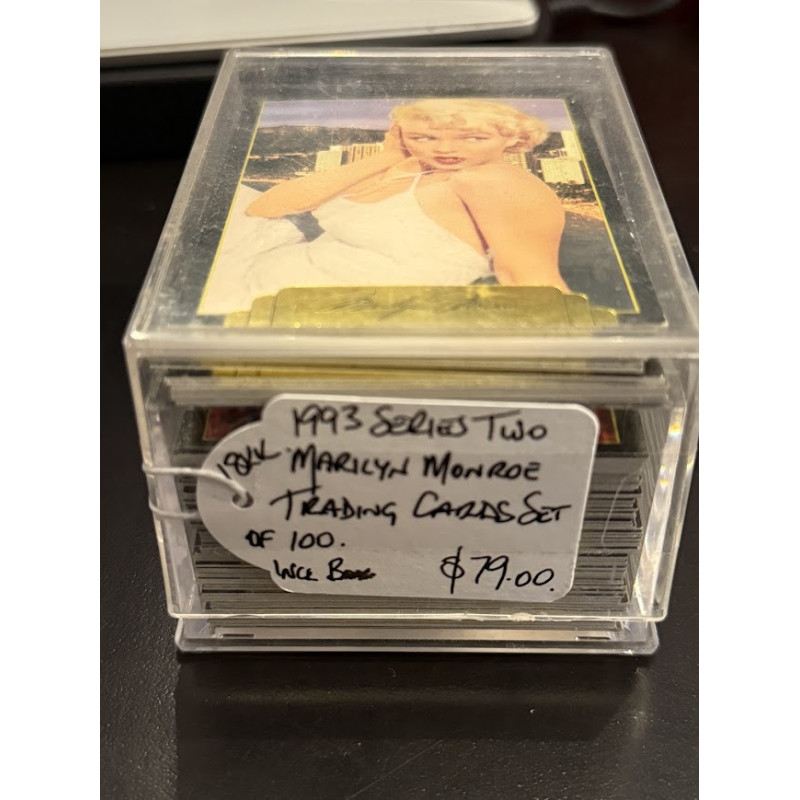 1993 SERIES TWO
MARILYN MONROE
TRADING CARDS SET
OF 100.
$79.00.